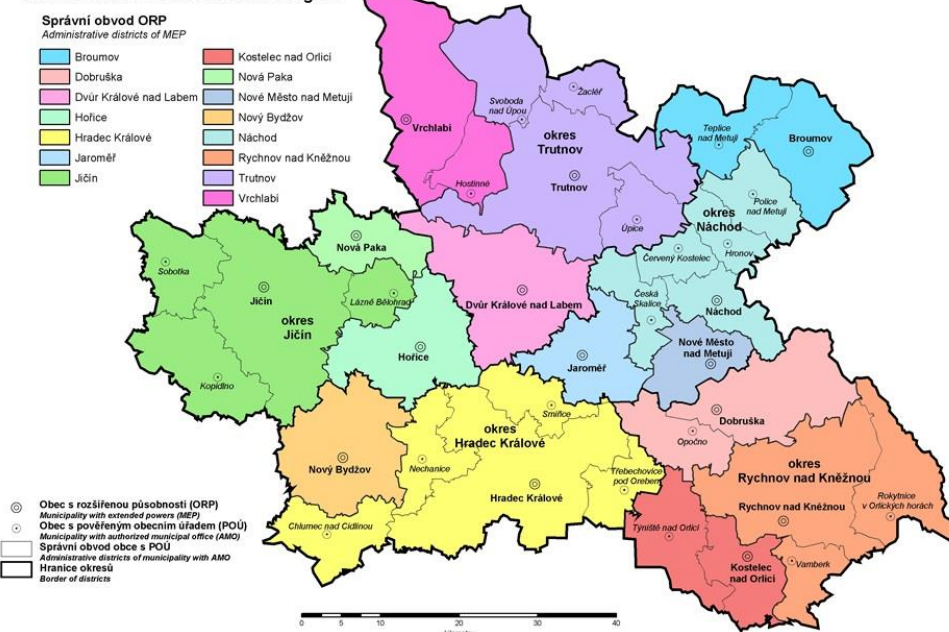 Správní obvod ORP
Administrative districts of MEP
Broumov
Dobruška
Dvůr Králové nad Labem
Hořice
Hradec Králové
Jaroměř
Jičín
Kostelec nad Orlicí
Nová Paka
Nové Město nad Metují
Nový Bydžov
Náchod
Rychnov nad Kněžnou
Trutnov
Vrchlabí
Vrchlabí
Hostinné
Svoboda
nad Úpou
Žacléř
okres
Trutnov
Trutnov
Úpice
Teplice
nad Metují
Broumov
Police
nad Metují
okres
Náchod
Hronov
Červený Kostelec
Česká
Skalice
Náchod
Nové Město
nad Metují
Nová Paka
Sobotka
Jičín
Lázně Bělohrad
okres
Jičín
Kopidlno
Hořice
Dvůr Králové nad Labem
Jaroměř
Smiřice
okres
Hradec Králové
Nechanice
Nový Bydžov
Hradec Králové
Třebechovice
pod Orebem
Chlumec nad Cidlinou
Dobruška
Opočno
okres
Rychnov nad Kněžnou
Rychnov nad Kněžnou
Rokytnice
v Orlických horách
Týniště nad Orlicí
Kostelec
nad Orlicí
Vamberk
Obec s rozšířenou působností (ORP)
Municipality with extended powers (MEP)
Obec s pověřeným obecním úřadem (POÚ)
Municipality with authorized municipal office (AMO)
Správní obvod obce s POÚ
Administrative districts of municipality with AMO
Hranice okresů
Border of districts
0 5 10 20 30 40